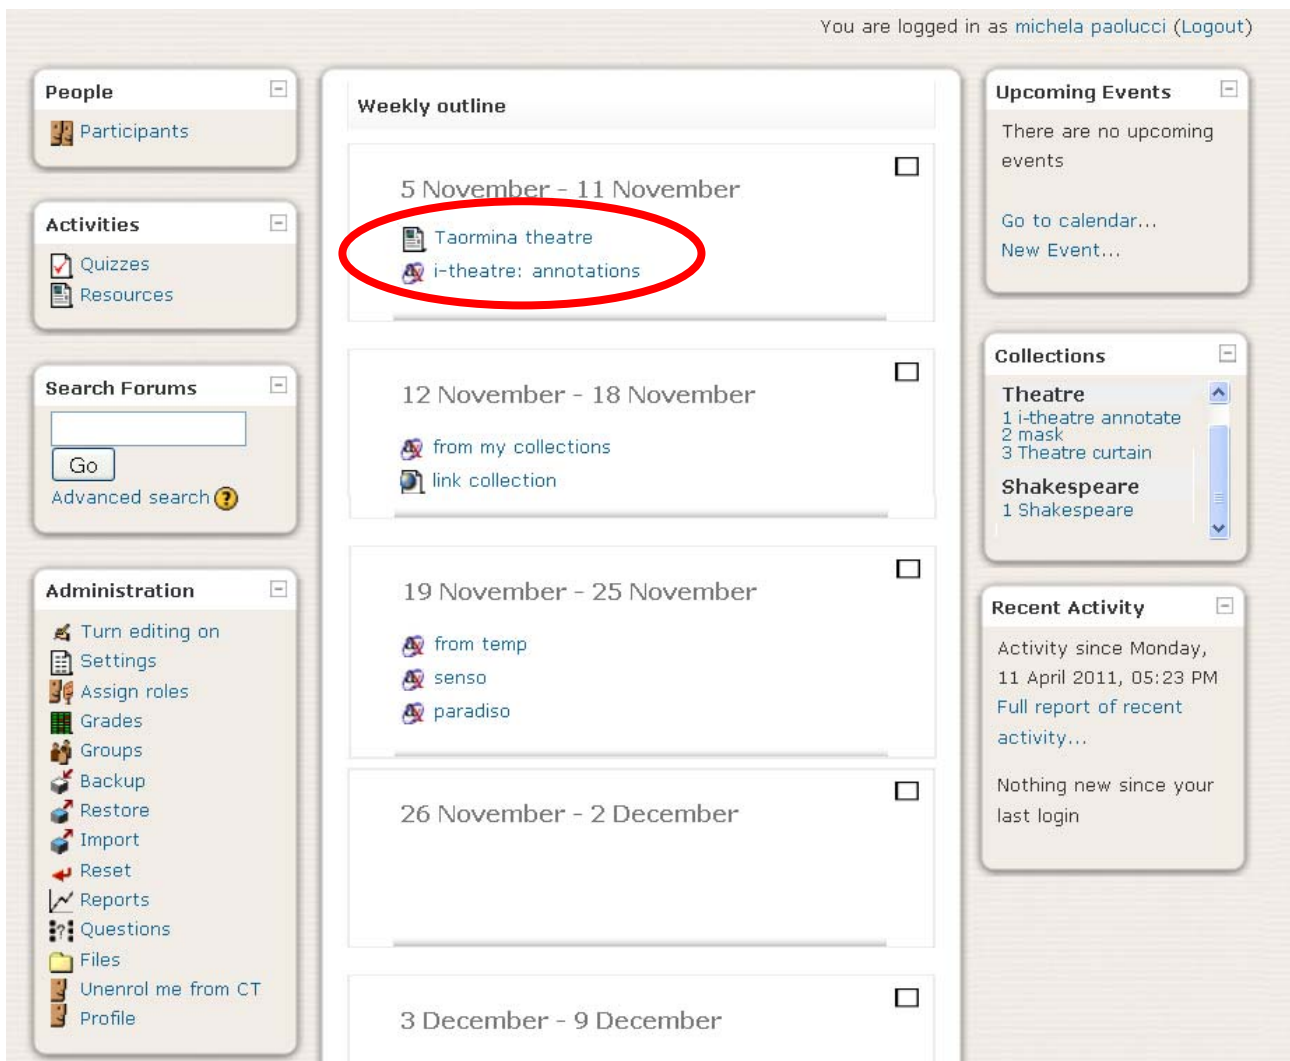 You are logged in as michela paolucci (Logout)
People
Participants
Activities
Quizzes
Resources
Search Forums
Go
Advanced search ?
Administration
Turn editing on
Settings
Assign roles
Grades
Groups
Backup
Restore
Import
Reset
Reports
Questions
Files
Unenrol me from CT
Profile
Weekly outline
5 November - 11 November
Taormina theatre
i-theatre: annotations
12 November - 18 November
from my collections
link collection
19 November - 25 November
from temp
senso
paradiso
26 November - 2 December
3 December - 9 December
Upcoming Events
There are no upcoming
events
Go to calendar...
New Event...
Collections
Theatre
1 i-theatre annotate
2 mask
3 Theatre curtain
Shakespeare
1 Shakespeare
Recent Activity
Activity since Monday,
11 April 2011, 05:23 PM
Full report of recent
activity...
Nothing new since your
last login